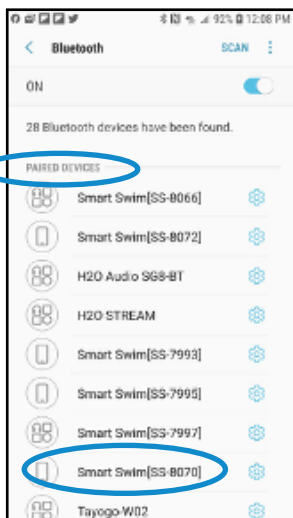 92% 12:08 PM
Bluetooth SCAN
ON
28 Bluetooth devices have been found.
PAIRED DEVICES
Smart Swim[SS-8066]
Smart Swim[SS-8072]
H2O Audio SG8-BT
H2O STREAM
Smart Swim[SS-7993]
Smart Swim[SS-7995]
Smart Swim[SS-7997]
Smart Swim[SS-8070]
Tayogo-W02